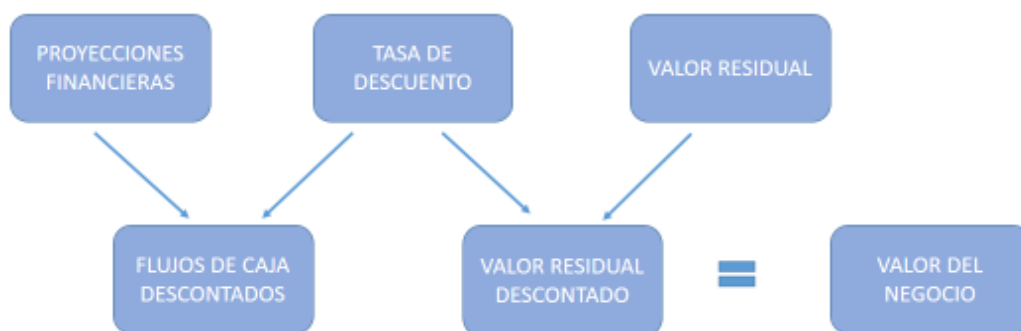 PROYECCIONES
FINANCIERAS
TASA DE
DESCUENTO
VALOR RESIDUAL
FLUJOS DE CAJA
DESCONTADOS
VALOR RESIDUAL
DESCONTADO
=
VALOR DEL
NEGOCIO